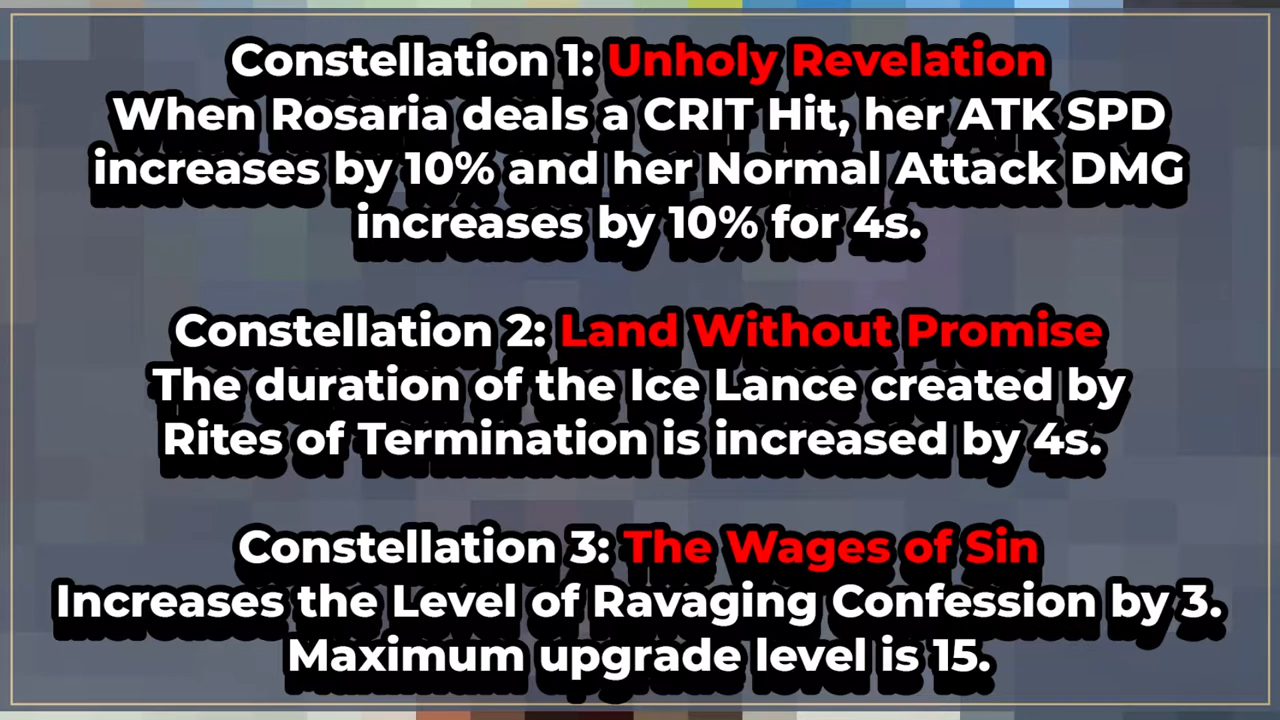 Constellation 1: Unholy Revelation
When Rosaria deals a CRIT Hit, her ATK SPD
increases by 10% and her Normal Attack DMG
increases by 10% for 4s.
Constellation 2: Land Without Promise
The duration of the Ice Lance created by
Rites of Termination is increased by 4s.
Constellation 3: The Wages of Sin
Increases the Level of Ravaging Confession by 3.
Maximum upgrade level is 15.